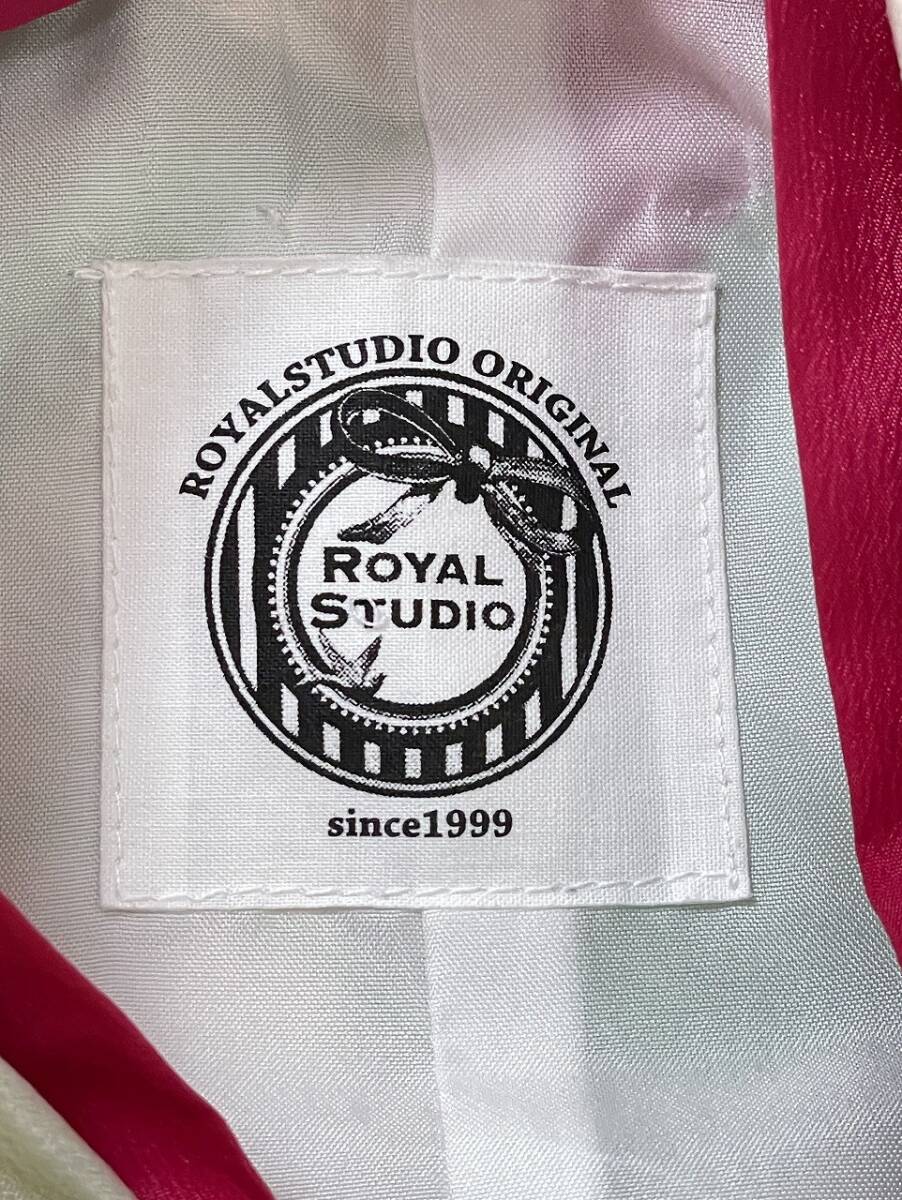 ROYALSTUDIO ORIGINAL
ROYAL
STUDIO
since1999